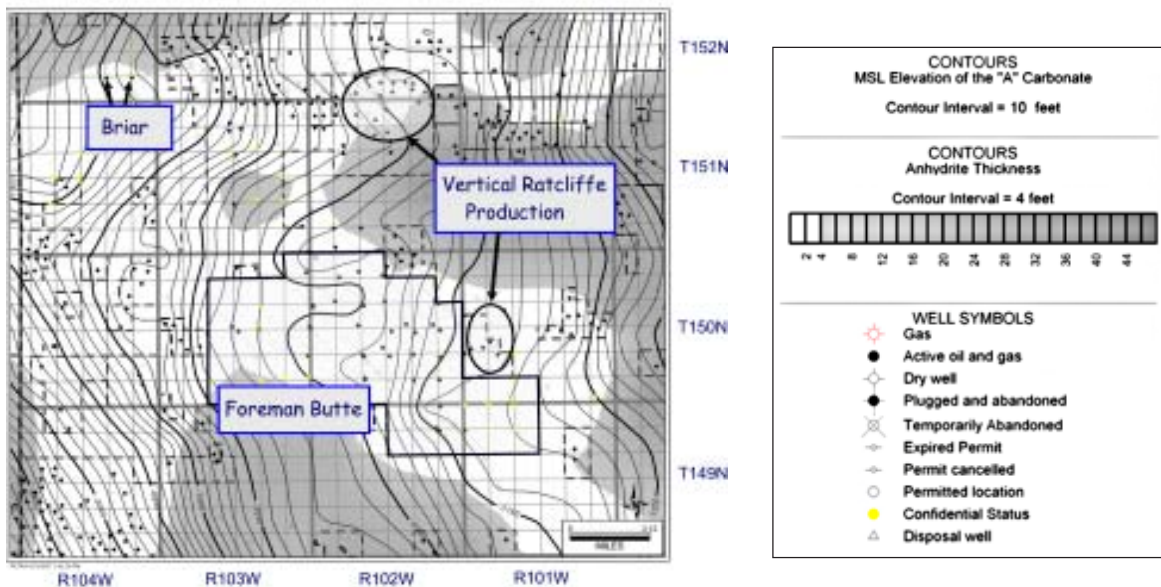 T152N
Briar
T151N
Vertical Ratcliffe
Production
T150N
Foreman Butte
T149N
MILES
R104W
R103W
R102W
R101W
CONTOURS
MSL Elevation of the "A" Carbonate
Contour Interval = 10 feet
CONTOURS
Anhydrite Thickness
Contour Interval = 4 feet
2 4 8 12 16 20 24 28 32 36 40 44
WELL SYMBOLS
Gas
Active oil and gas
Dry well
Plugged and abandoned
Temporarily Abandoned
Expired Permit
Permit cancelled
Permitted location
Confidential Status
Disposal well